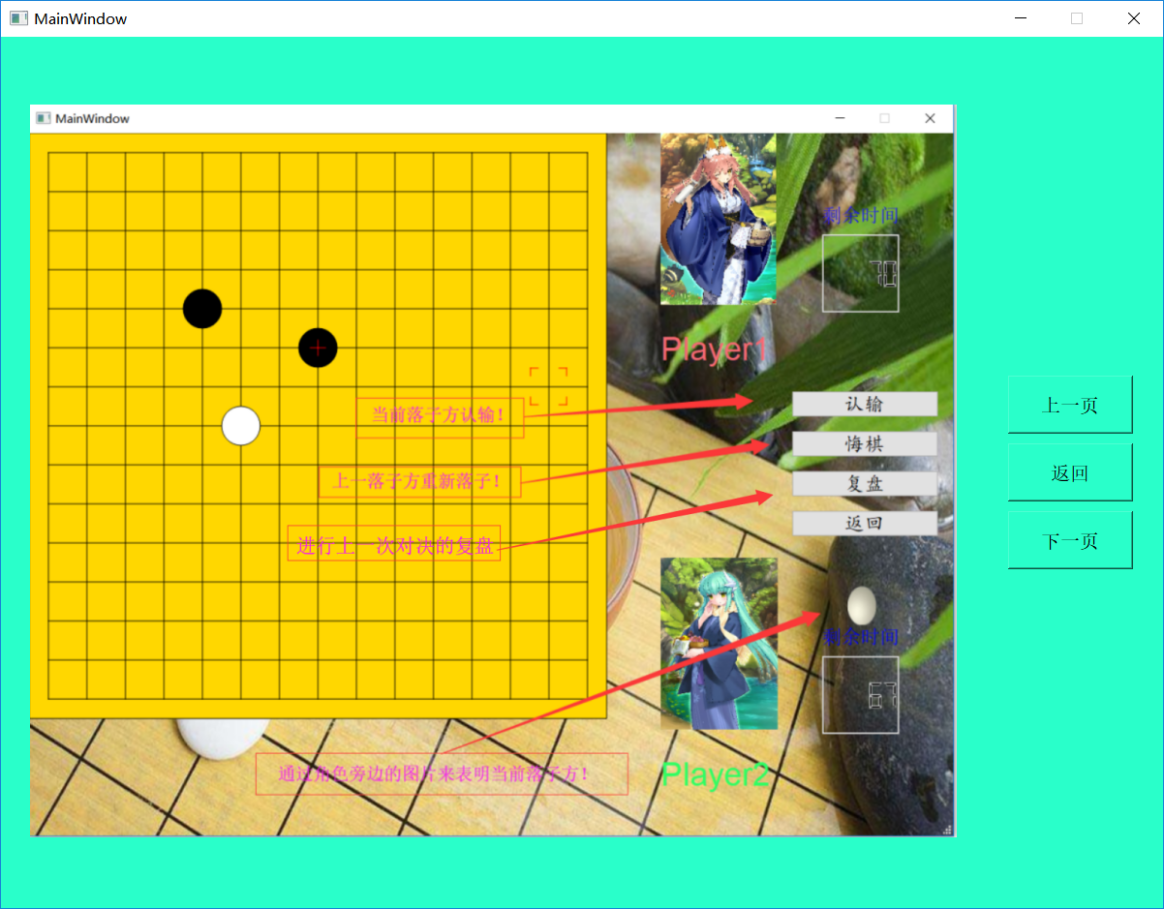 MainWindow
MainWindow
剩余时间
70
Player1
当前落子方认输！
认输
上一页
悔棋
上一落子方重新落子！
复盘
返回
进行上一次对决的复盘
返回
下一页
剩余时间
67
通过角色旁边的图片来表明当前落子方！
Player2